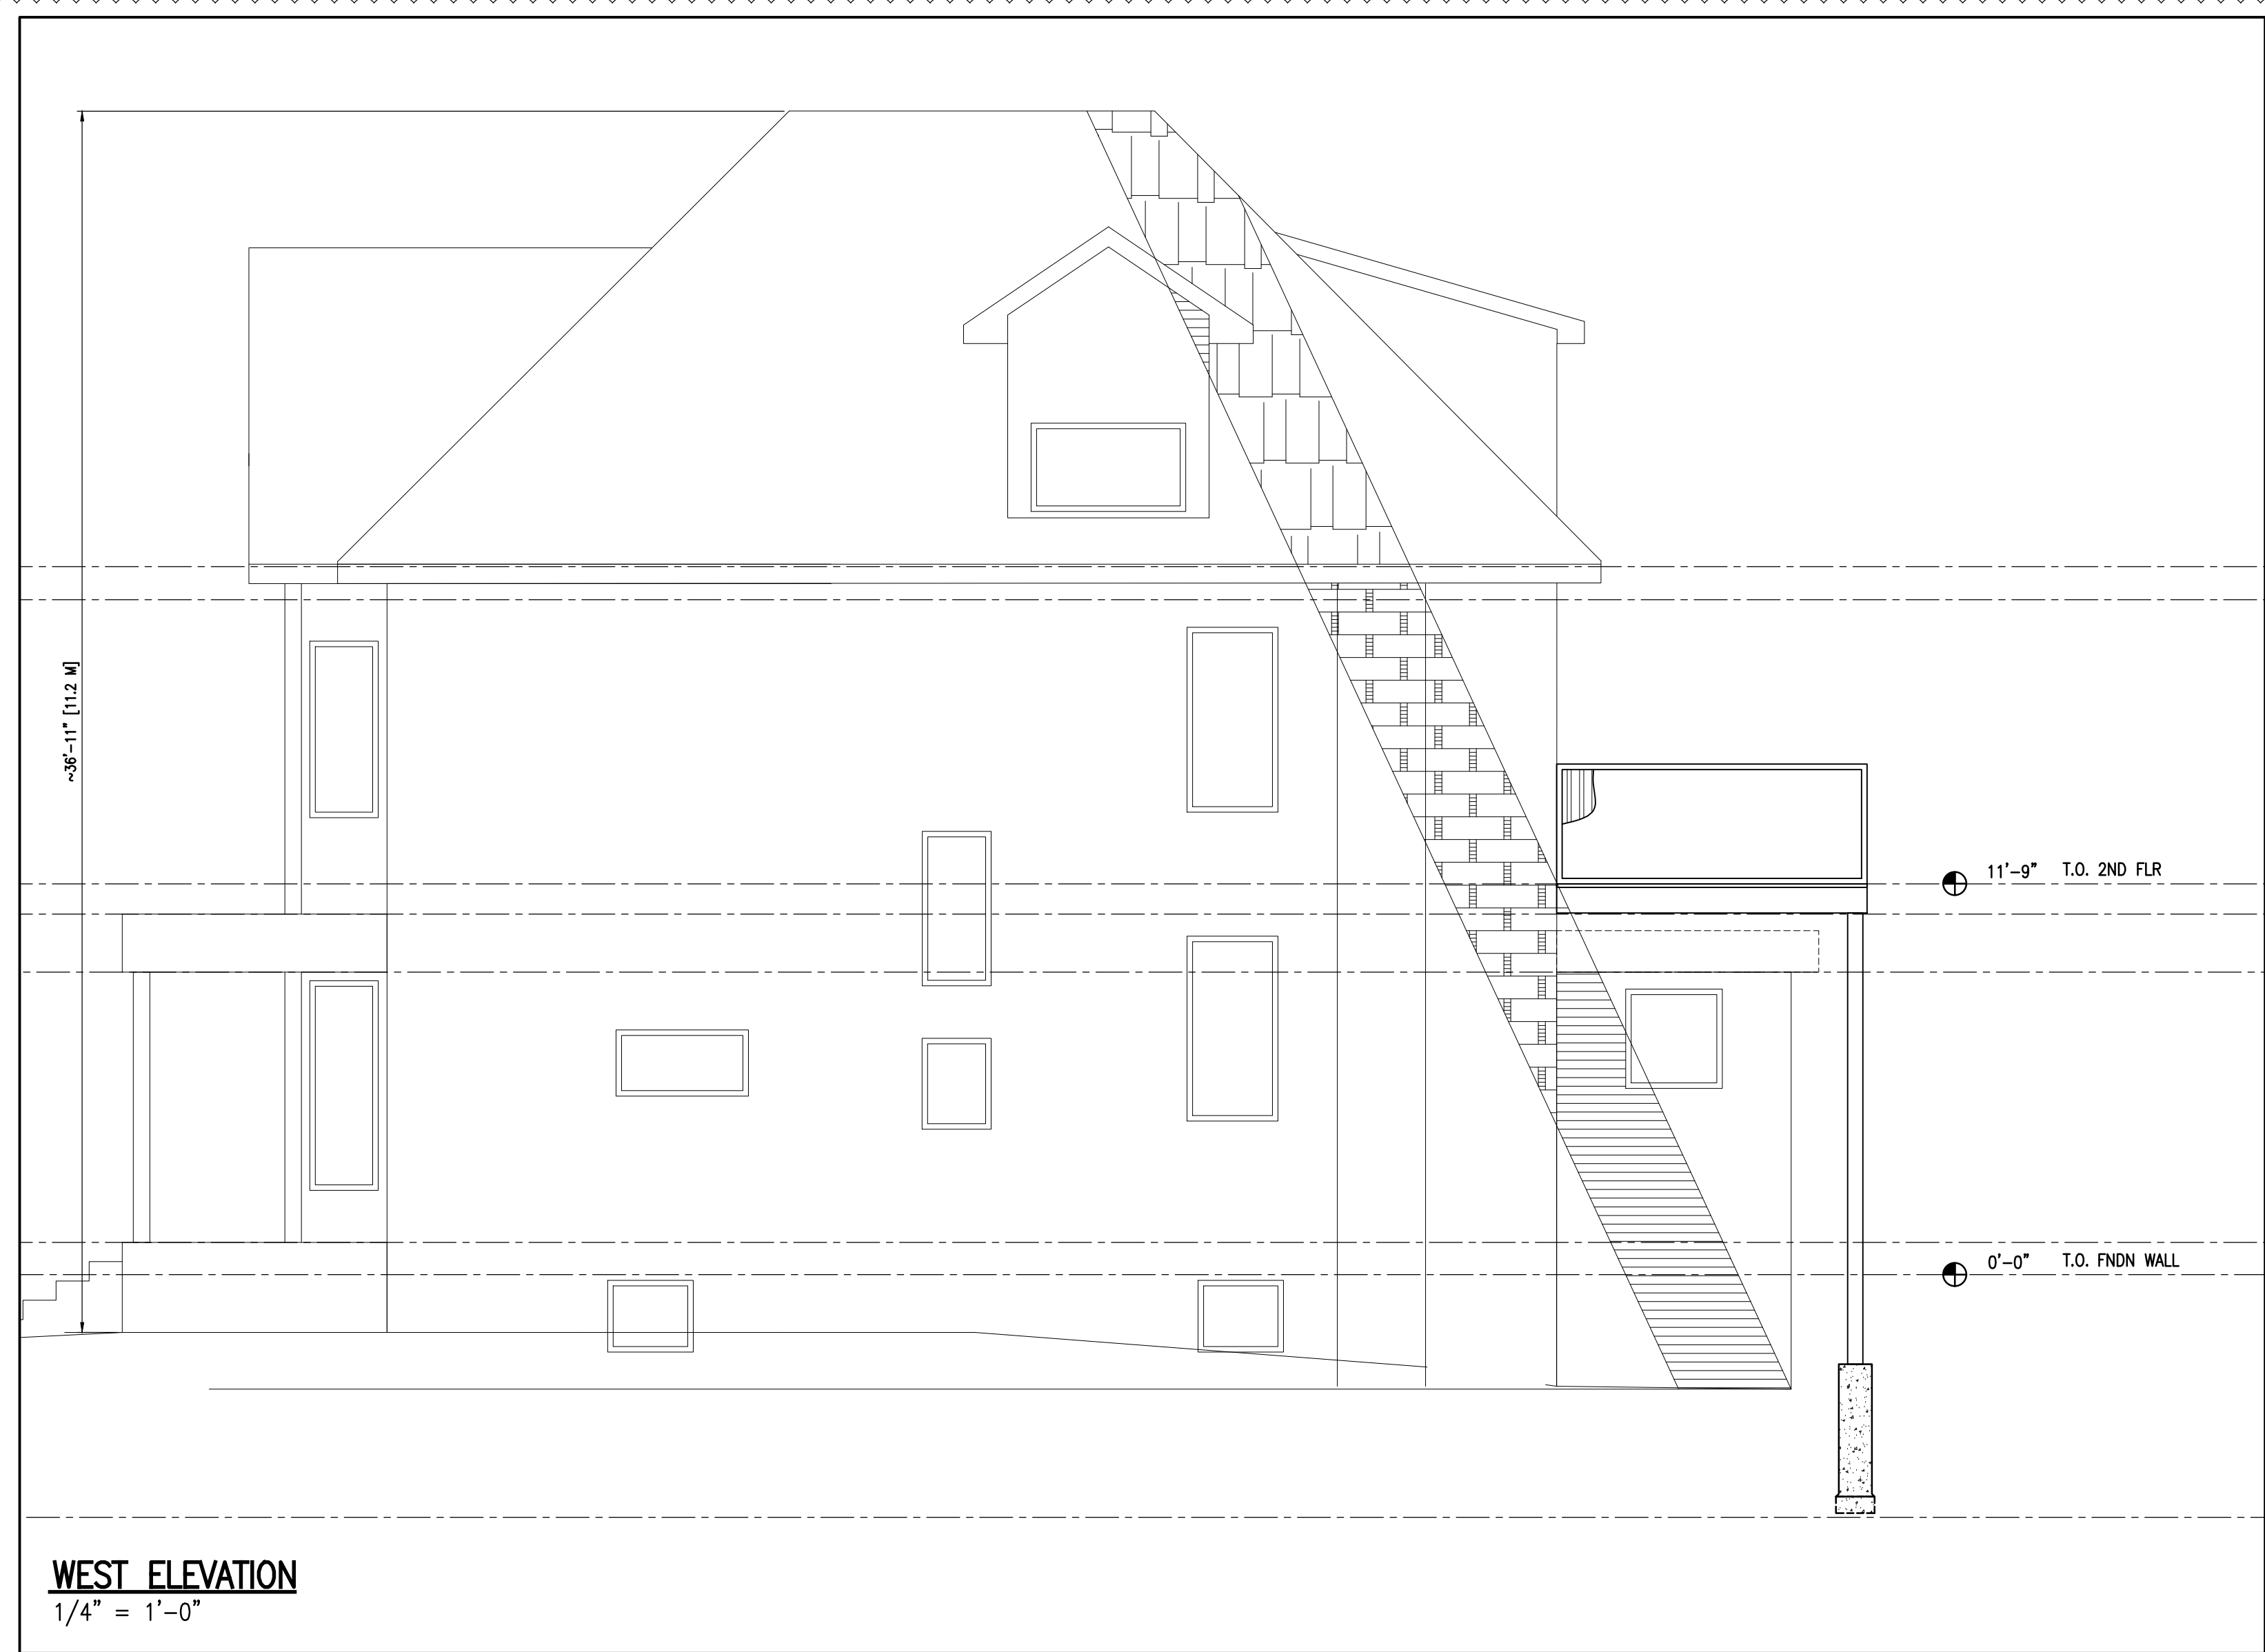 ~36'-11" [11.2 M]
11'-9" T.O. 2ND FLR
0'-0" T.O. FNDN WALL
WEST ELEVATION
1/4" = 1'-0"